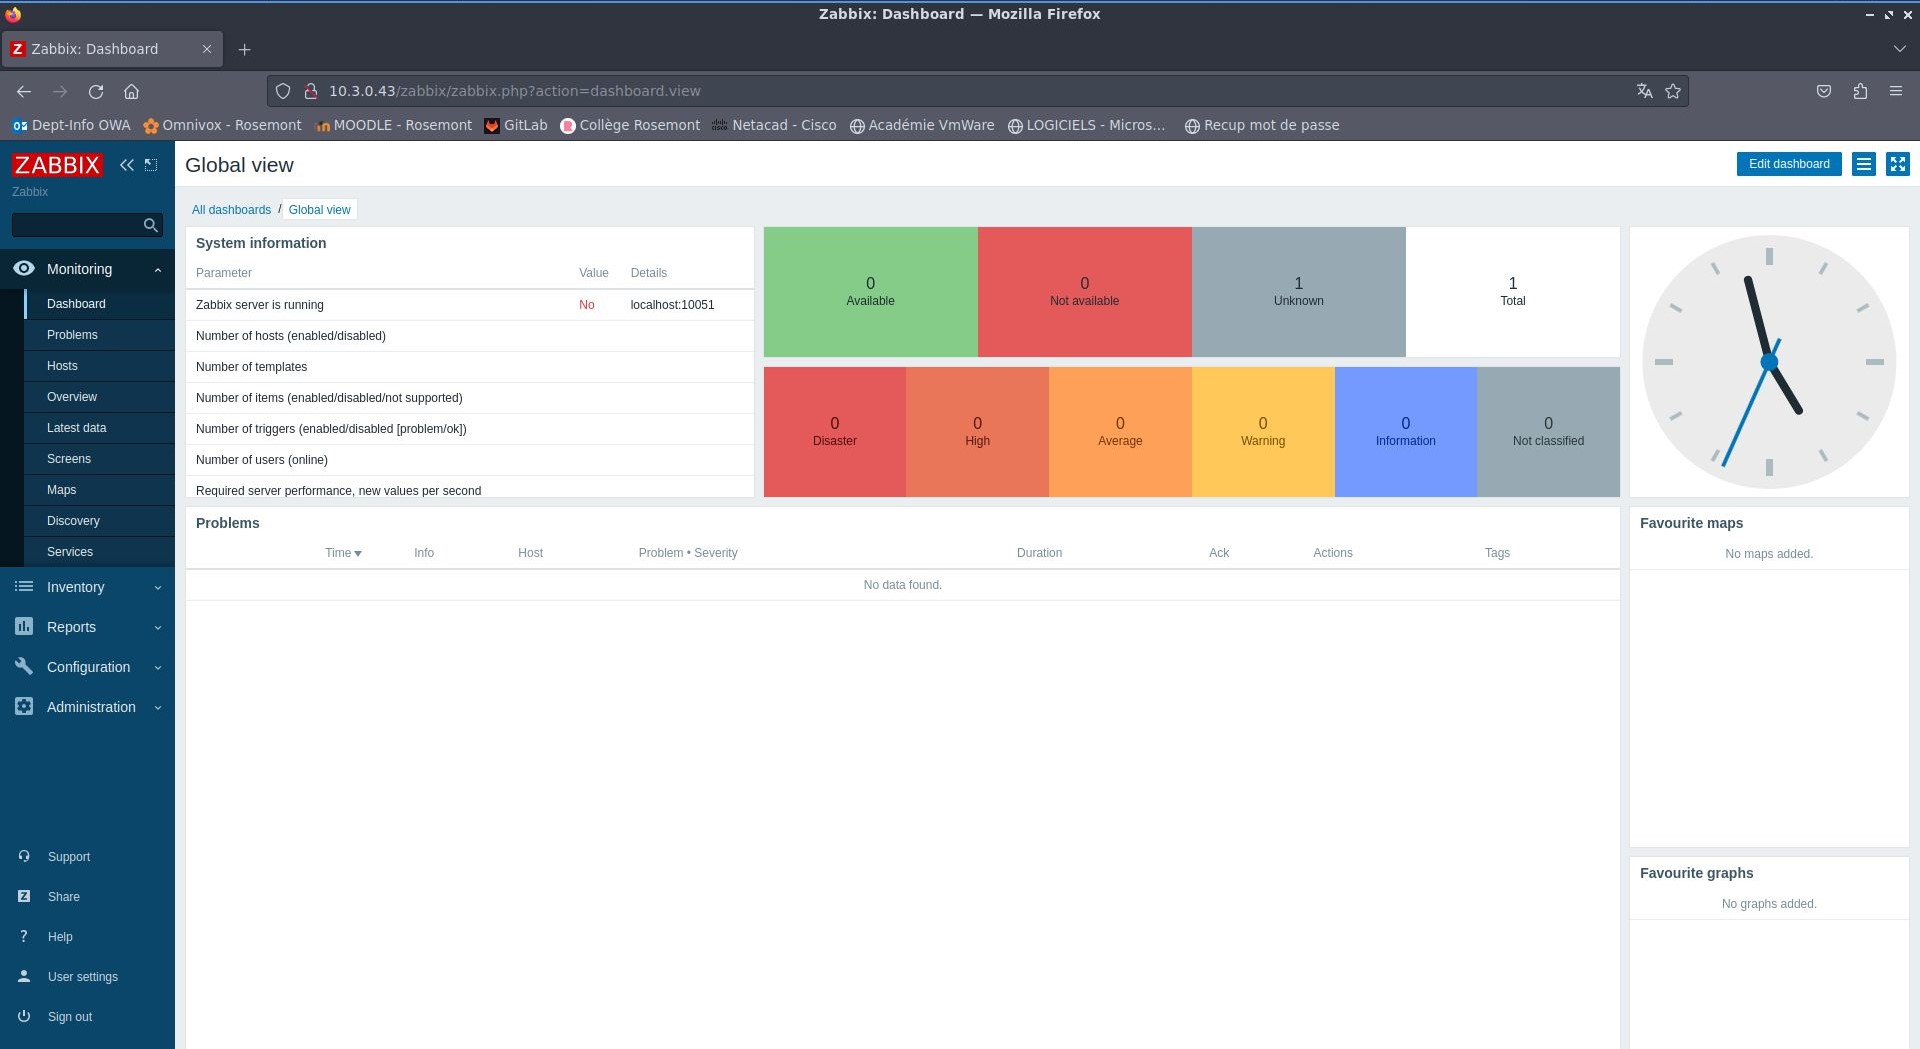 Zabbix: Dashboard — Mozilla Firefox
Z Zabbix: Dashboard
10.3.0.43/zabbix/zabbix.php?action=dashboard.view
Dept-Info OWA Omnivox - Rosemont MOODLE - Rosemont GitLab Collège Rosemont Netacad - Cisco Académie VmWare LOGICIELS - Micros... Recup mot de passe
ZABBIX
Zabbix
Monitoring
Dashboard
Problems
Hosts
Overview
Latest data
Screens
Maps
Discovery
Services
Inventory
Reports
Configuration
Administration
Support
Z Share
? Help
User settings
Sign out
Global view
Edit dashboard
All dashboards / Global view
System information
Parameter Value Details
Zabbix server is running No localhost:10051
Number of hosts (enabled/disabled)
Number of templates
Number of items (enabled/disabled/not supported)
Number of triggers (enabled/disabled [problem/ok])
Number of users (online)
Required server performance, new values per second
0 0 1 1
Available Not available Unknown Total
0 0 0 0 0 0
Disaster High Average Warning Information Not classified
Problems
Time Info Host Problem • Severity Duration Ack Actions Tags
No data found.
Favourite maps
No maps added.
Favourite graphs
No graphs added.